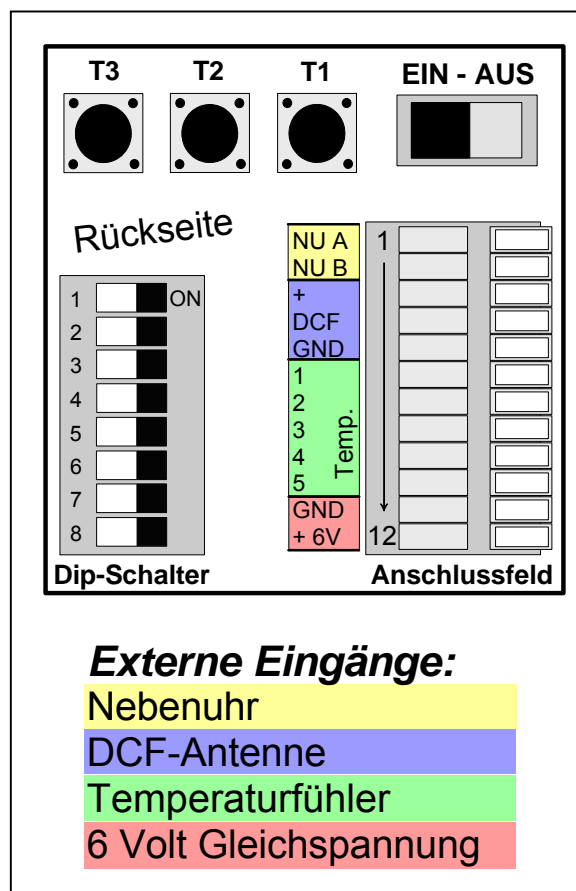 T3 T2 T1 EIN - AUS
Rückseite
1 ON
2
3
4
5
6
7
8
Dip-Schalter
NU A
NU B
+
DCF
GND
1
2
3
4
5
Temp.
GND
+ 6V
1
12
Anschlussfeld
Externe Eingänge:
Nebenuhr
DCF-Antenne
Temperaturfühler
6 Volt Gleichspannung